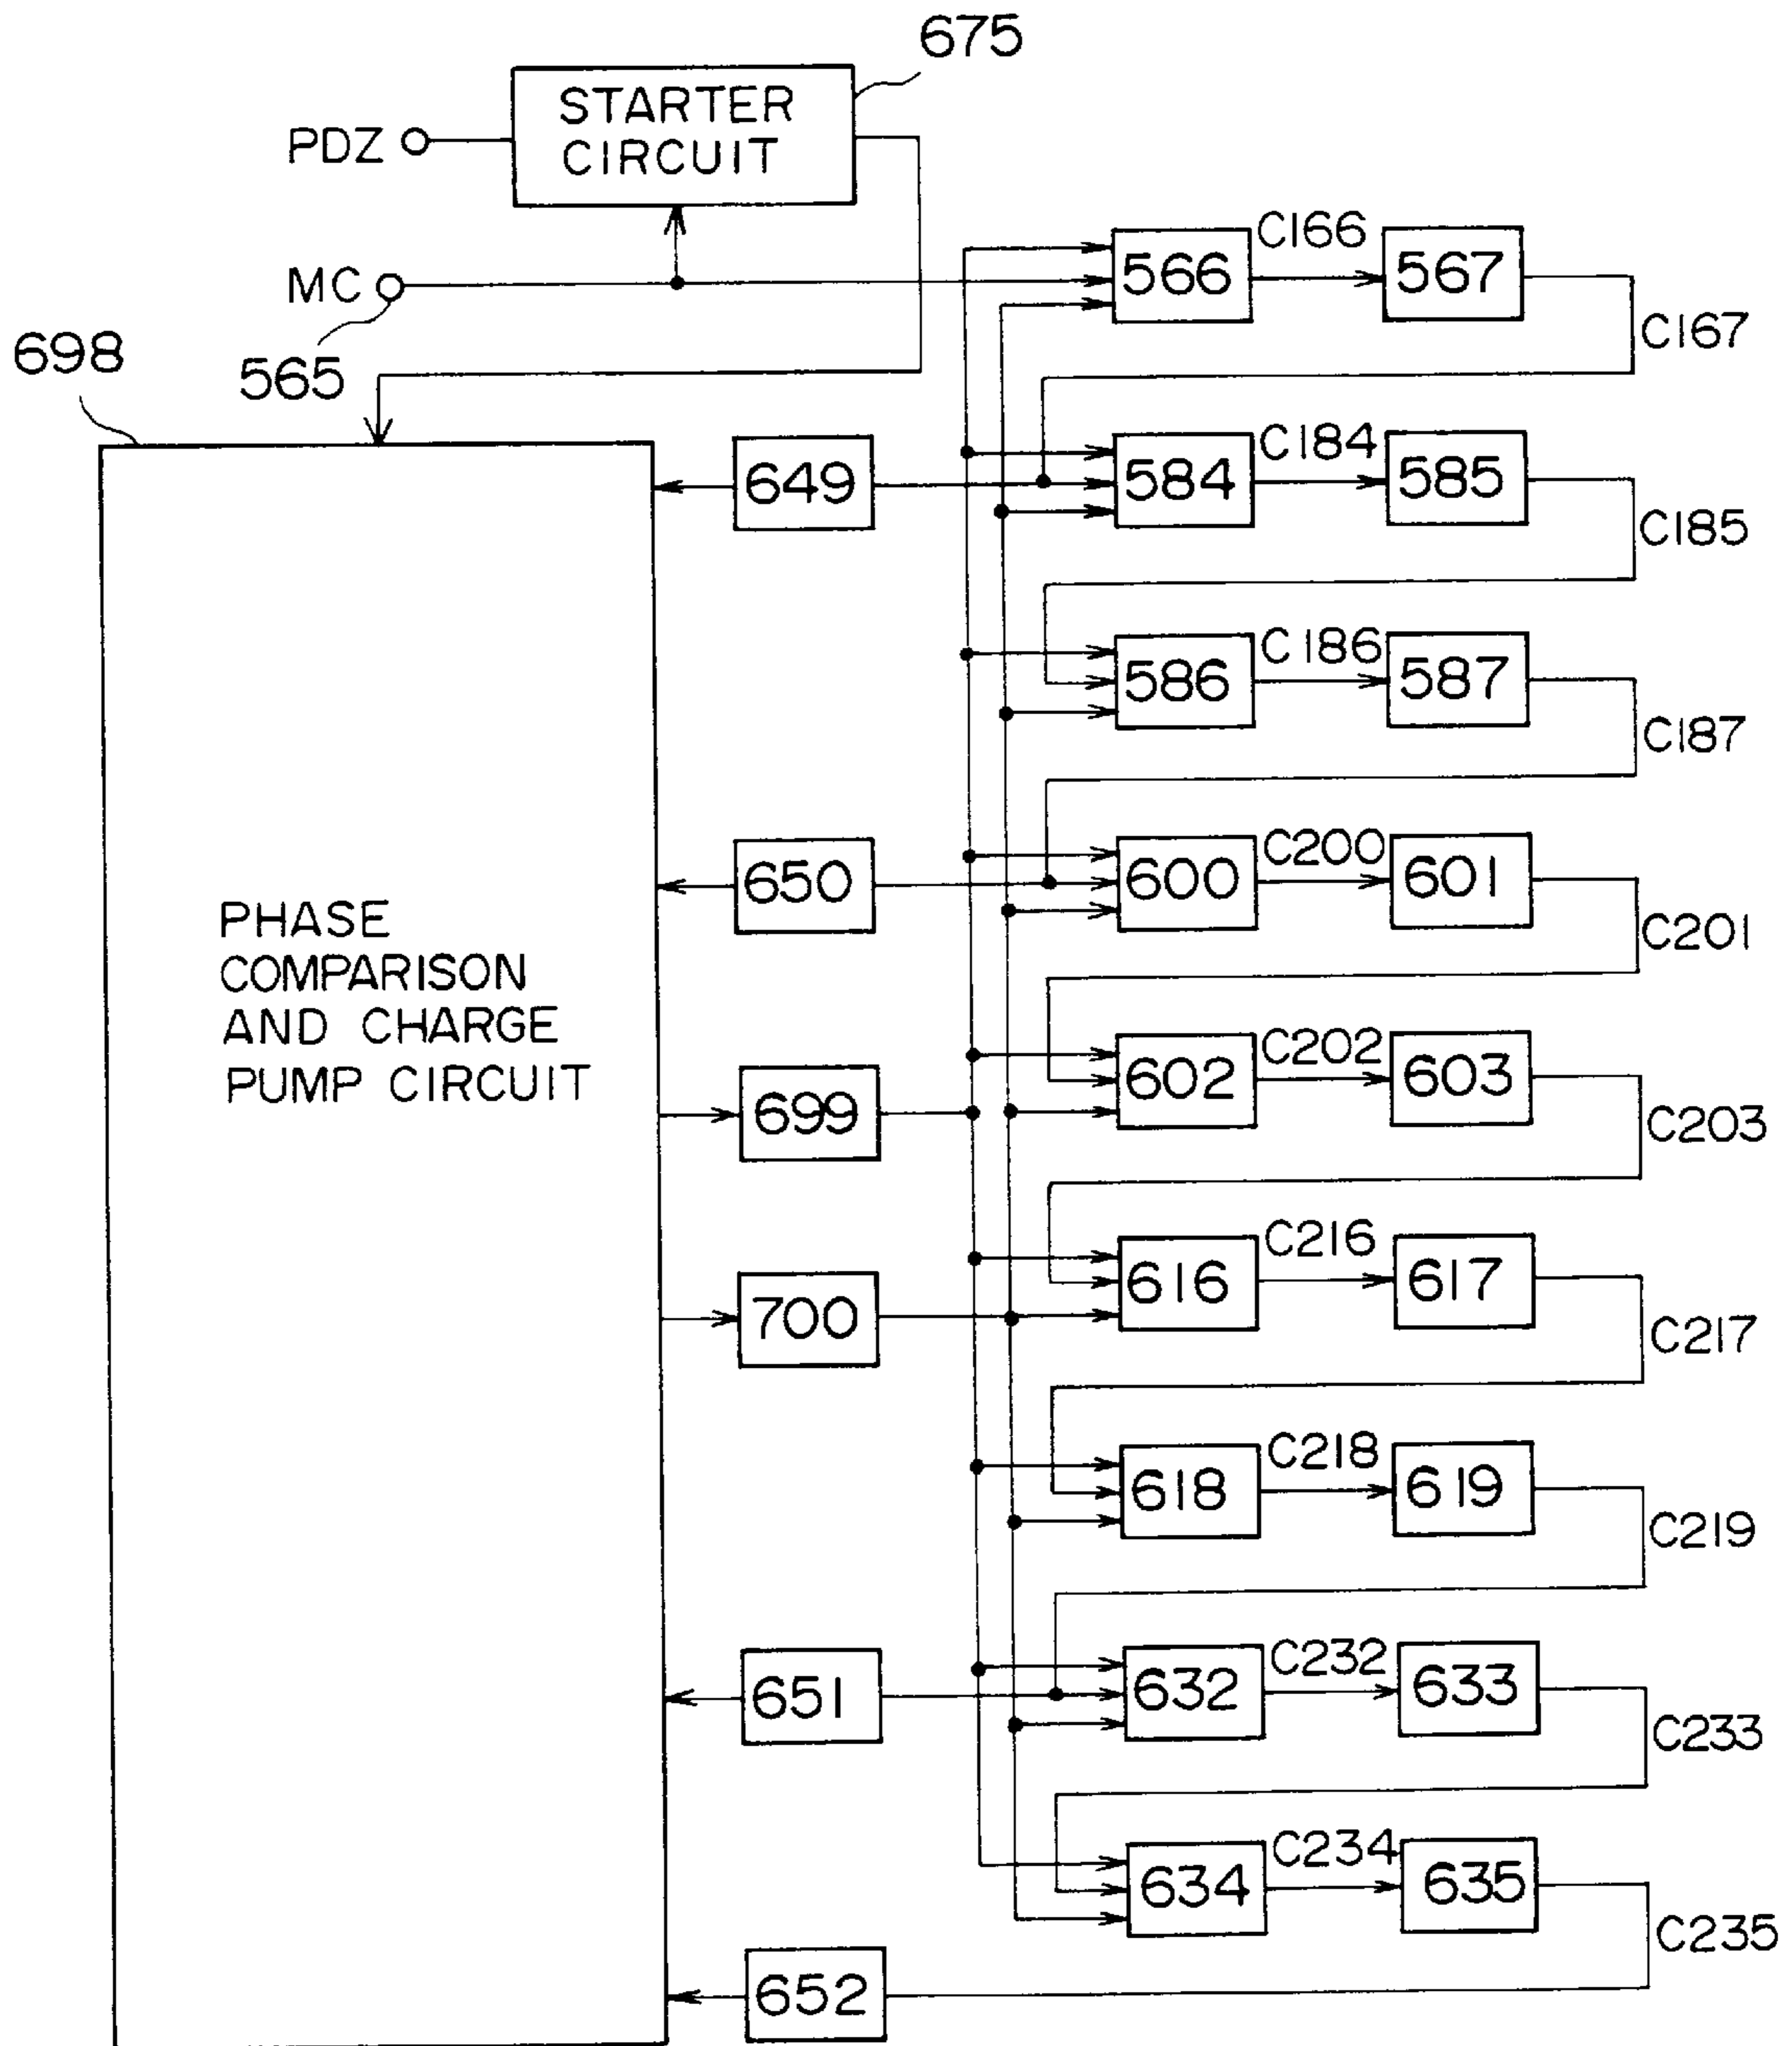 675
STARTER
CIRCUIT
PDZ
MC
565
698
566
C166
567
C167
649
584
C184
585
C185
586
C186
587
C187
650
600
C200
601
C201
PHASE
COMPARISON
AND CHARGE
PUMP CIRCUIT
699
602
C202
603
C203
700
616
C216
617
C217
618
C218
619
C219
651
632
C232
633
C233
634
C234
635
C235
652